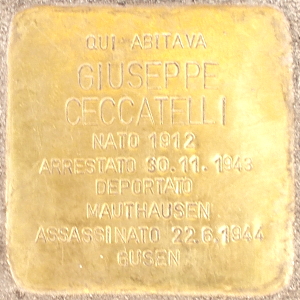 QUI ABITAVA
GIUSEPPE
CECCATELLI
NATO 1912
ARRESTATO 30.11.1943
DEPORTATO
MAUTHAUSEN
ASSASSINATO 22.6.1944
GUSEN